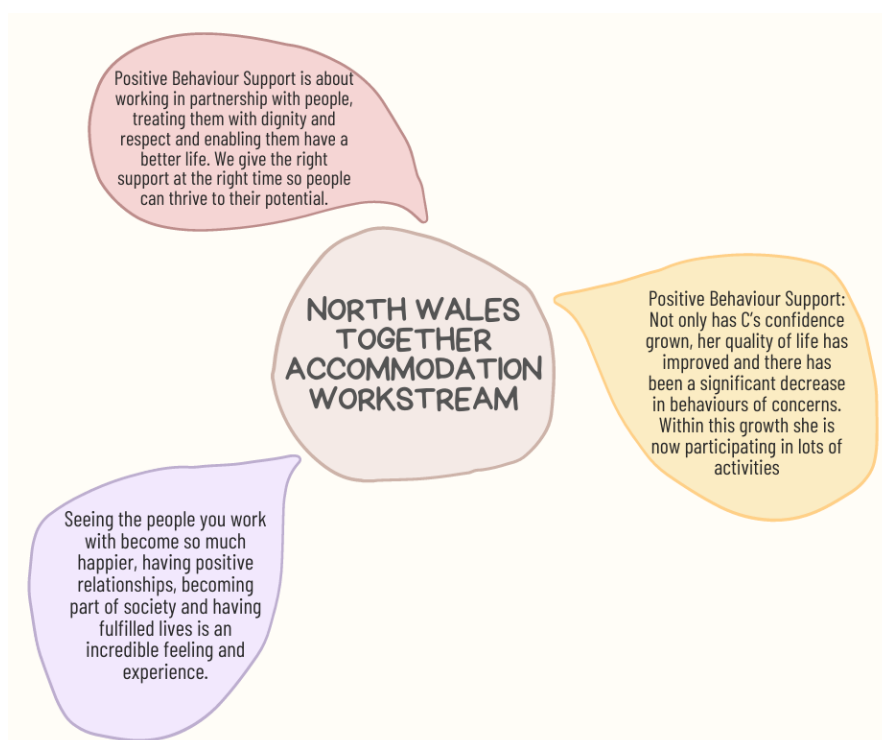 Positive Behaviour Support is about
working in partnership with people,
treating them with dignity and
respect and enabling them have a
better life. We give the right
support at the right time so people
can thrive to their potential.
NORTH WALES
TOGETHER
ACCOMMODATION
WORKSTREAM
Positive Behaviour Support:
Not only has C's confidence
grown, her quality of life has
improved and there has
been a significant decrease
in behaviours of concerns.
Within this growth she is
now participating in lots of
activities
Seeing the people you work
with become so much
happier, having positive
relationships, becoming
part of society and having
fulfilled lives is an
incredible feeling and
experience.